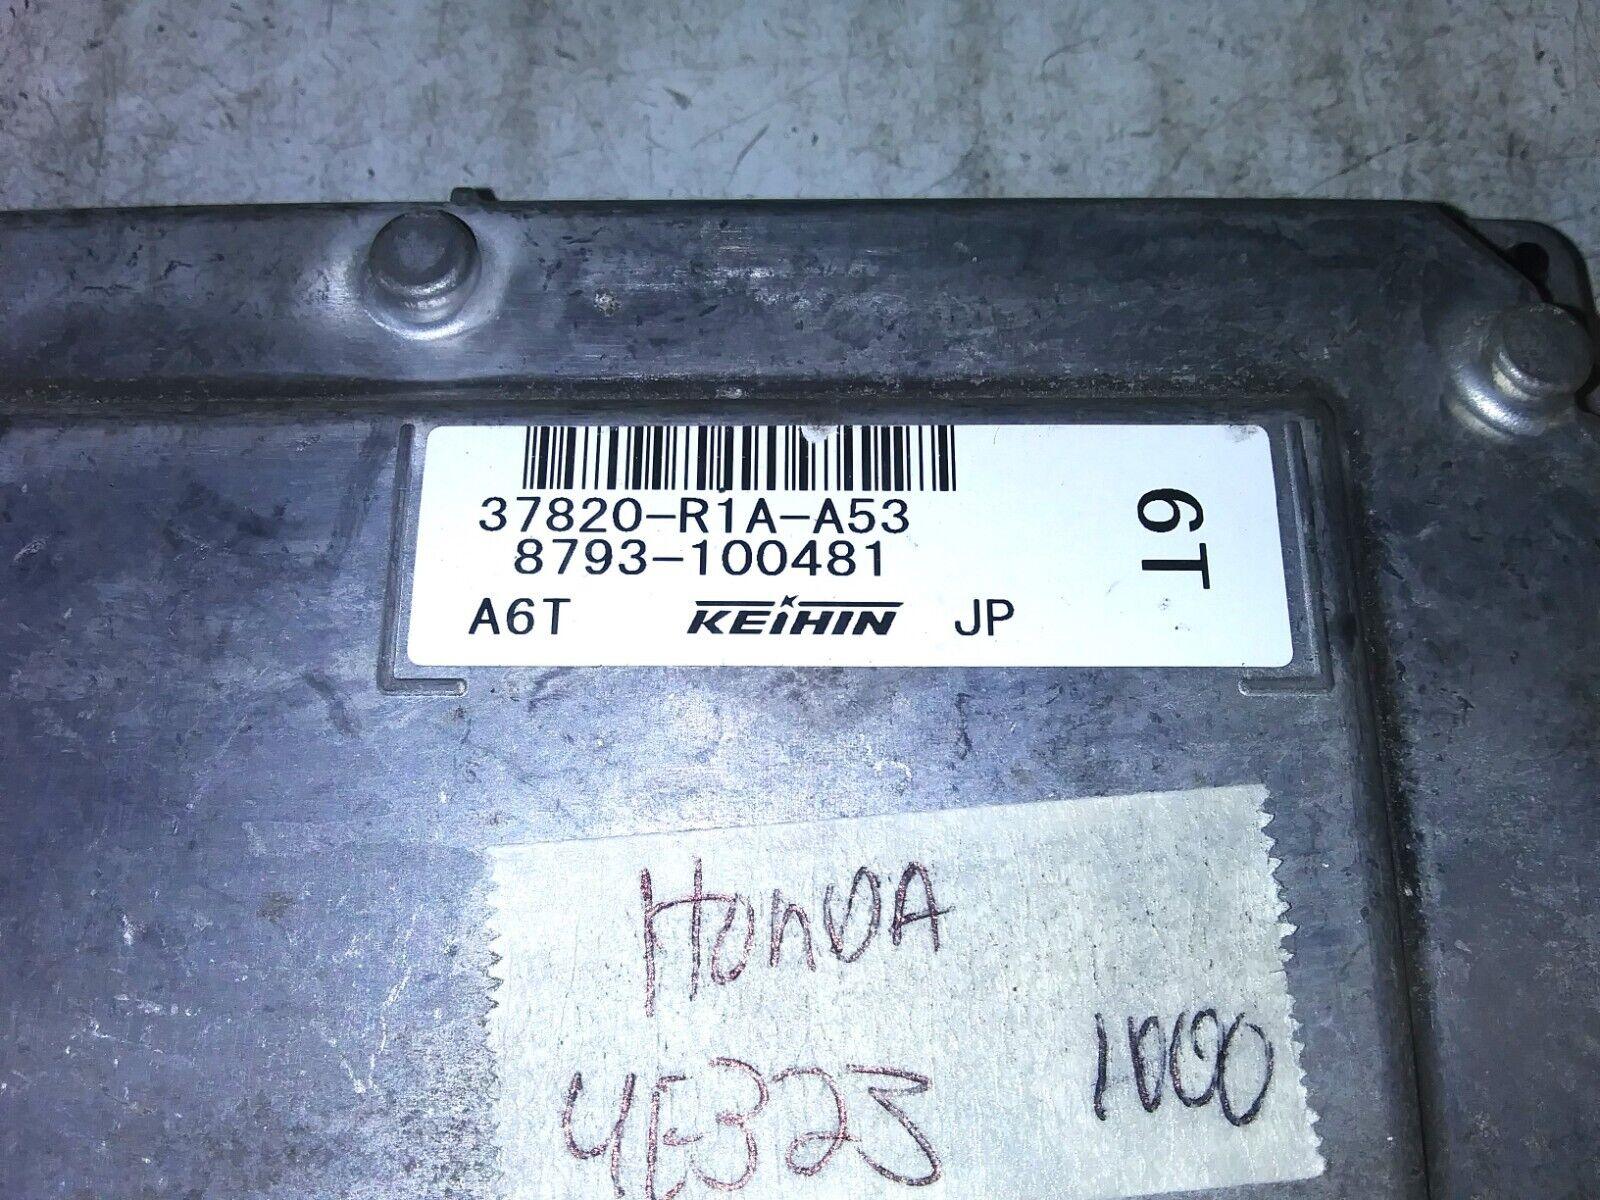 37820-R1A-A53
8793-100481
A6T KEIHIN JP
6T
HONDA
1000
4E323